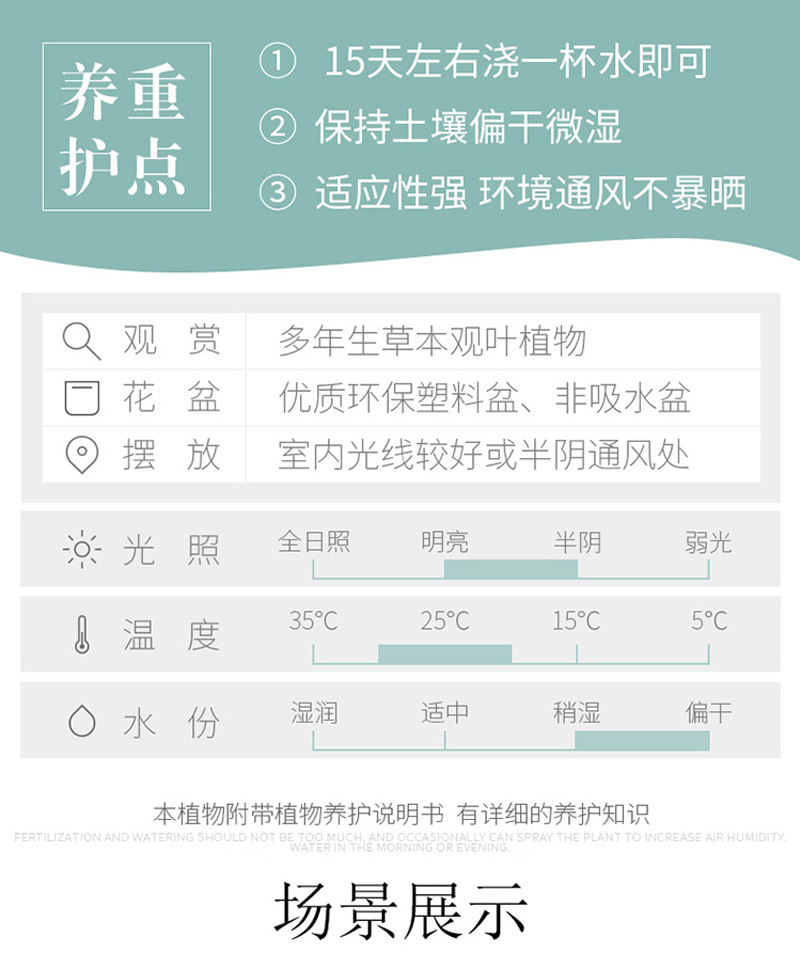 养重
护点
① 15天左右浇一杯水即可
② 保持土壤偏干微湿
③ 适应性强 环境通风不暴晒
观 赏 多年生草本观叶植物
花 盆 优质环保塑料盆、非吸水盆
摆 放 室内光线较好或半阴通风处
光 照 全日照 明亮 半阴 弱光
温 度 35°C 25°C 15°C 5°C
水 份 湿润 适中 稍湿 偏干
本植物附带植物养护说明书 有详细的养护知识
FERTILIZATION AND WATERING SHOULD NOT BE TOO MUCH, AND OCCASIONALLY CAN SPRAY THE PLANT TO INCREASE AIR HUMIDITY.
WATER IN THE MORNING OR EVENING.
场景展示